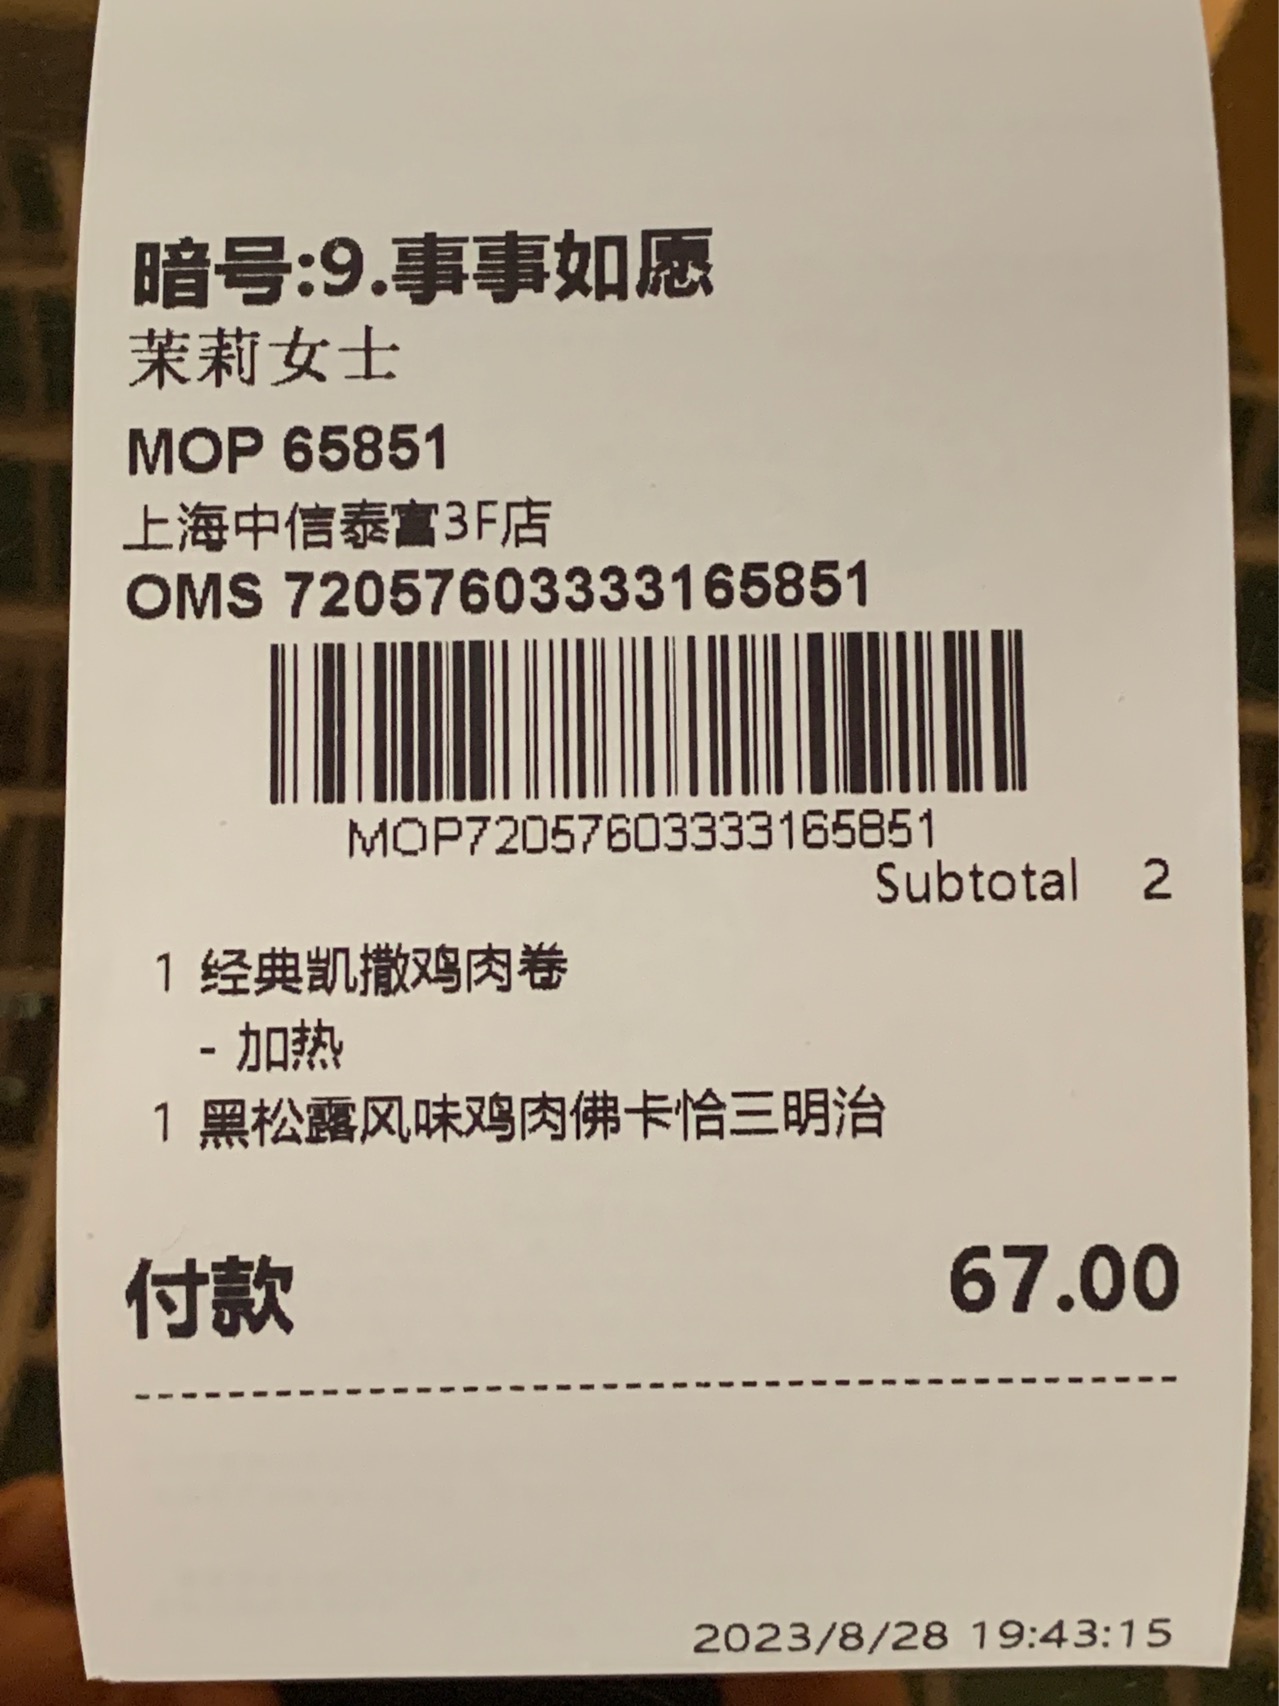 暗号:9.事事如愿
茉莉女士
MOP 65851
上海中信泰富3F店
OMS 72057603333165851
MOP72057603333165851
Subtotal 2
1 经典凯撒鸡肉卷
- 加热
1 黑松露风味鸡肉佛卡恰三明治
付款 67.00
--------------------------------------------------
2023/8/28 19:43:15